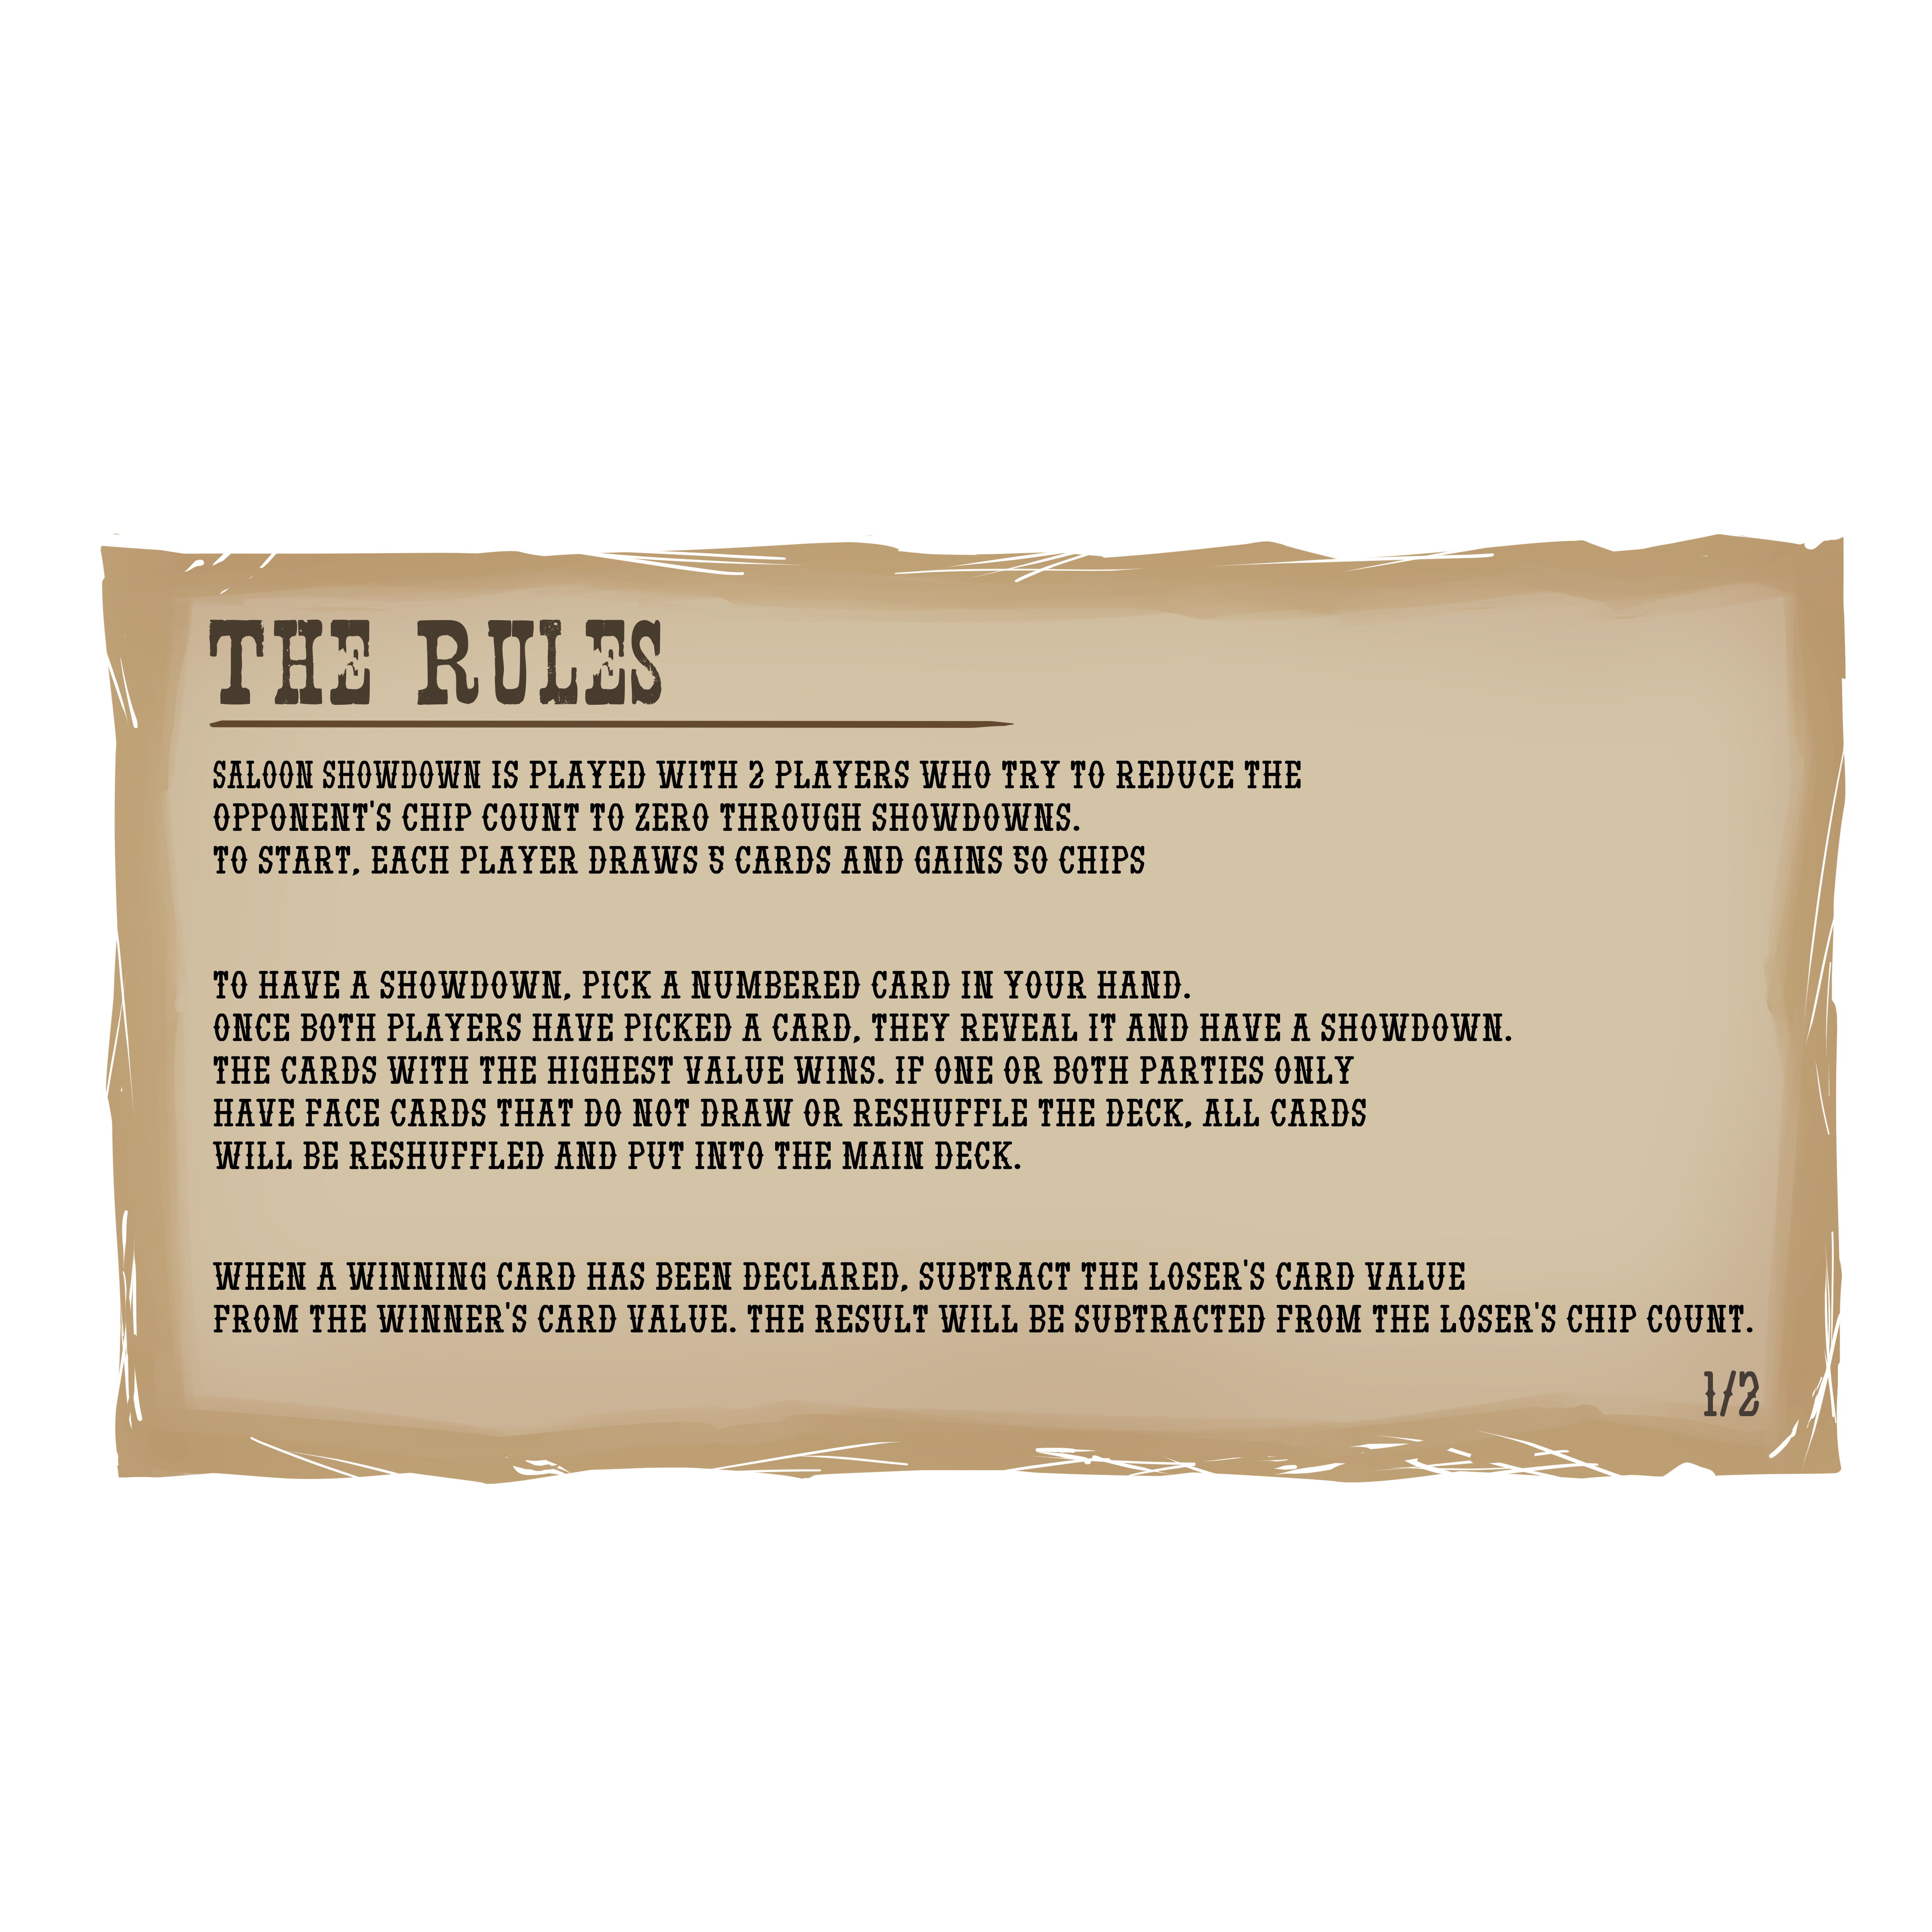 THE RULES
SALOON SHOWDOWN IS PLAYED WITH 2 PLAYERS WHO TRY TO REDUCE THE
OPPONENT'S CHIP COUNT TO ZERO THROUGH SHOWDOWNS.
TO START, EACH PLAYER DRAWS 5 CARDS AND GAINS 50 CHIPS
TO HAVE A SHOWDOWN, PICK A NUMBERED CARD IN YOUR HAND.
ONCE BOTH PLAYERS HAVE PICKED A CARD, THEY REVEAL IT AND HAVE A SHOWDOWN.
THE CARDS WITH THE HIGHEST VALUE WINS. IF ONE OR BOTH PARTIES ONLY
HAVE FACE CARDS THAT DO NOT DRAW OR RESHUFFLE THE DECK, ALL CARDS
WILL BE RESHUFFLED AND PUT INTO THE MAIN DECK.
WHEN A WINNING CARD HAS BEEN DECLARED, SUBTRACT THE LOSER'S CARD VALUE
FROM THE WINNER'S CARD VALUE. THE RESULT WILL BE SUBTRACTED FROM THE LOSER'S CHIP COUNT.
1/2